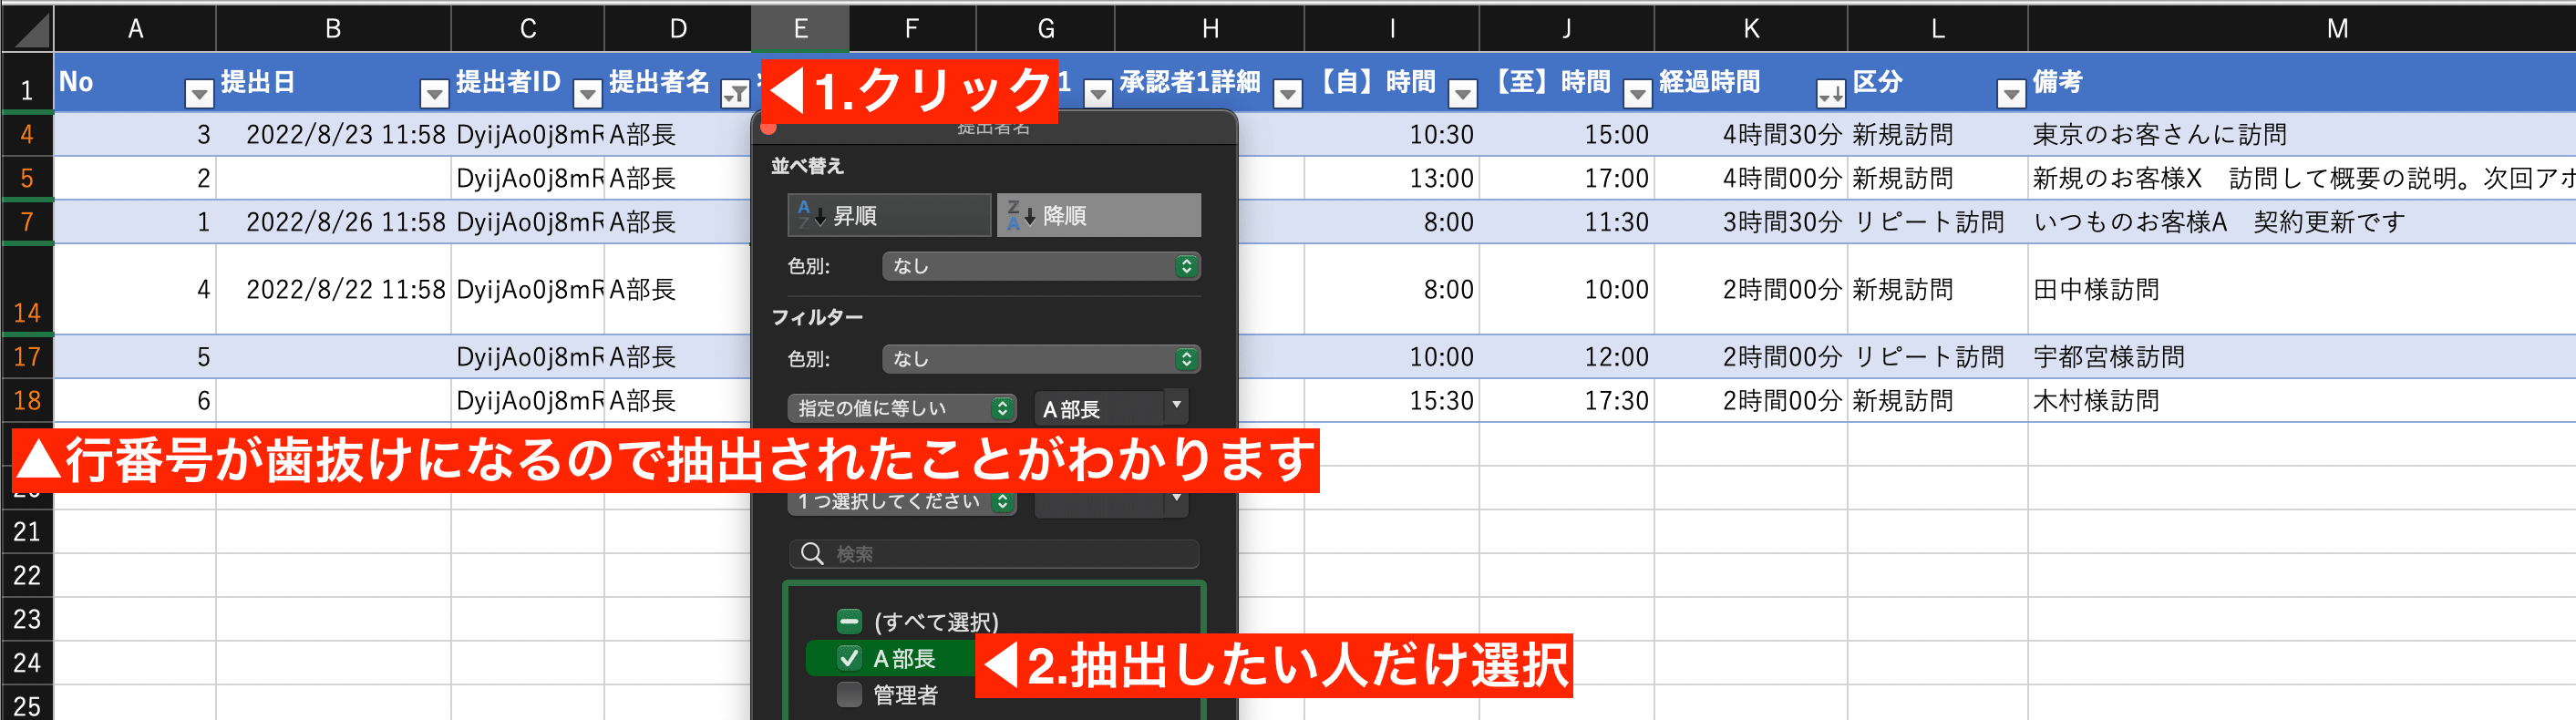 A B C D E F G H I J K L M
1 No 提出日 提出者ID 提出者名 1 承認者1詳細 【自】時間 【至】時間 経過時間 区分 備考
◀1.クリック
4 3 2022/8/23 11:58 DyijAo0j8mR A部長 10:30 15:00 4時間30分 新規訪問 東京のお客さんに訪問
5 2 DyijAo0j8mR A部長 13:00 17:00 4時間00分 新規訪問 新規のお客様X 訪問して概要の説明。次回アポ
7 1 2022/8/26 11:58 DyijAo0j8mR A部長 8:00 11:30 3時間30分 リピート訪問 いつものお客様A 契約更新です
14 4 2022/8/22 11:58 DyijAo0j8mR A部長 8:00 10:00 2時間00分 新規訪問 田中様訪問
17 5 DyijAo0j8mR A部長 10:00 12:00 2時間00分 リピート訪問 宇都宮様訪問
18 6 DyijAo0j8mR A部長 15:30 17:30 2時間00分 新規訪問 木村様訪問
▲行番号が歯抜けになるので抽出されたことがわかります
21
22
23
24
25
提出者名
並べ替え
昇順 降順
色別: なし
フィルター
色別: なし
指定の値に等しい A部長
1 つ選択してください
検索
(すべて選択)
A部長
◀2.抽出したい人だけ選択
管理者